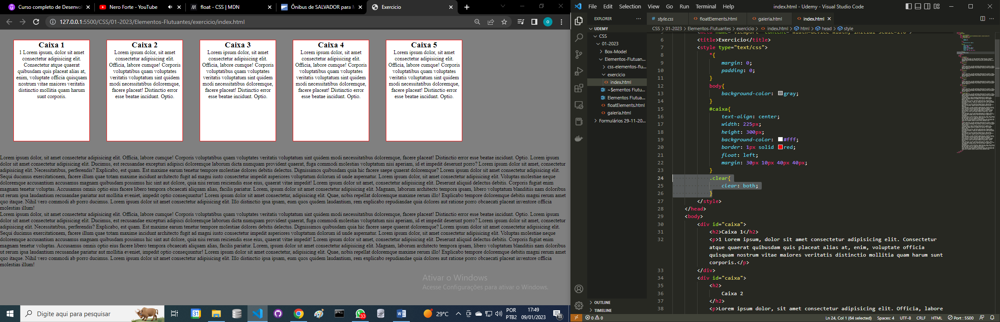 Curso completo de Desenvol
Nero Forte - YouTube
float - CSS | MDN
Ônibus de SALVADOR para M
Exercicio
127.0.0.1:5500/CSS/01-2023/Elementos-Flutuantes/exercicio/index.html
Caixa 1
1 Lorem ipsum, dolor sit amet
consectetur adipisicing elit.
Consectetur atque quaerat
quibusdam quis placeat alias at,
enim, voluptate officia quisquam
nostrum vitae maiores veritatis
distinctio mollitia quam harum
sunt corporis.
Caixa 2
Lorem ipsum dolor, sit amet
consectetur adipisicing elit.
Officia, labore cumque! Corporis
voluptatibus quam voluptates
veritatis voluptatum sint quidem
modi necessitatibus doloremque,
facere placeat! Distinctio error
esse beatae incidunt. Optio.
Caixa 3
Lorem ipsum dolor, sit amet
consectetur adipisicing elit.
Officia, labore cumque! Corporis
voluptatibus quam voluptates
veritatis voluptatum sint quidem
modi necessitatibus doloremque,
facere placeat! Distinctio error
esse beatae incidunt. Optio.
Caixa 4
Lorem ipsum dolor, sit amet
consectetur adipisicing elit.
Officia, labore cumque! Corporis
voluptatibus quam voluptates
veritatis voluptatum sint quidem
modi necessitatibus doloremque,
facere placeat! Distinctio error
esse beatae incidunt. Optio.
Caixa 5
Lorem ipsum dolor, sit amet
consectetur adipisicing elit.
Officia, labore cumque! Corporis
voluptatibus quam voluptates
veritatis voluptatum sint quidem
modi necessitatibus doloremque,
facere placeat! Distinctio error
esse beatae incidunt. Optio.
Lorem ipsum dolor, sit amet consectetur adipisicing elit. Officia, labore cumque! Corporis voluptatibus quam voluptates veritatis voluptatum sint quidem modi necessitatibus doloremque, facere placeat! Distinctio error esse beatae incidunt. Optio. Lorem ipsum
dolor sit amet consectetur adipisicing elit. Ducimus, est recusandae excepturi adipisci doloremque laborum dicta numquam provident quaerat, fuga commodi molestias voluptatum nisi aperiam, id et impedit deserunt porro? Lorem ipsum dolor sit amet, consectetur
adipisicing elit. Necessitatibus, perferendis? Explicabo, est quam. Est maxime earum tenetur tempore molestiae dolores debitis delectus. Dignissimos quibusdam quia hic facere saepe quaerat doloremque? Lorem ipsum dolor sit amet consectetur adipisicing elit.
Sequi ducimus exercitationem, facere illum quae totam maxime incidunt architecto fugit ad magni iusto consectetur impedit asperiores voluptatum dolorum id unde aspernatur. Lorem ipsum dolor, sit amet consectetur adipisicing elit. Voluptas molestiae neque
doloremque accusantium accusamus magnam quibusdam possimus hic sint aut dolore, quia nisi rerum reiciendis esse eius, quaerat vitae impedit! Lorem ipsum dolor sit amet, consectetur adipisicing elit. Deserunt aliquid delectus debitis. Corporis fugiat enim
magnam tenetur voluptas. Accusamus omnis optio eius facere libero tempora obcaecati aliquam alias, facilis pariatur. Lorem, ipsum dolor sit amet consectetur adipisicing elit. Magnam, laborum architecto tempora ipsam, libero voluptatum blanditiis nam doloribus
ut rerum ipsa laudantium recusandae pariatur aut mollitia eveniet, impedit optio consequuntur! Lorem ipsum dolor sit amet consectetur, adipisicing elit. Quae, nobis repellat doloremque maxime rerum illo! Explicabo tempore doloremque debitis magni rerum amet
quo itaque. Nihil vero commodi ab porro ducimus. Lorem ipsum dolor sit amet consectetur adipisicing elit. Illo distinctio ipsa ipsam, eum quos quidem laudantium, rem explicabo repudiandae quia dolores aut ratione porro obcaecati placeat inventore officia
molestias illum!
Lorem ipsum dolor, sit amet consectetur adipisicing elit. Officia, labore cumque! Corporis voluptatibus quam voluptates veritatis voluptatum sint quidem modi necessitatibus doloremque, facere placeat! Distinctio error esse beatae incidunt. Optio. Lorem ipsum
dolor sit amet consectetur adipisicing elit. Ducimus, est recusandae excepturi adipisci doloremque laborum dicta numquam provident quaerat, fuga commodi molestias voluptatum nisi aperiam, id et impedit deserunt porro? Lorem ipsum dolor sit amet, consectetur
adipisicing elit. Necessitatibus, perferendis? Explicabo, est quam. Est maxime earum tenetur tempore molestiae dolores debitis delectus. Dignissimos quibusdam quia hic facere saepe quaerat doloremque? Lorem ipsum dolor sit amet consectetur adipisicing elit.
Sequi ducimus exercitationem, facere illum quae totam maxime incidunt architecto fugit ad magni iusto consectetur impedit asperiores voluptatum dolorum id unde aspernatur. Lorem ipsum dolor, sit amet consectetur adipisicing elit. Voluptas molestiae neque
doloremque accusantium accusamus magnam quibusdam possimus hic sint aut dolore, quia nisi rerum reiciendis esse eius, quaerat vitae impedit! Lorem ipsum dolor sit amet, consectetur adipisicing elit. Deserunt aliquid delectus debitis. Corporis fugiat enim
magnam tenetur voluptas. Accusamus omnis optio eius facere libero tempora obcaecati aliquam alias, facilis pariatur. Lorem, ipsum dolor sit amet consectetur adipisicing elit. Magnam, laborum architecto tempora ipsam, libero voluptatum blanditiis nam doloribus
ut rerum ipsa laudantium recusandae pariatur aut mollitia eveniet, impedit optio consequuntur! Lorem ipsum dolor sit amet consectetur, adipisicing elit. Quae, nobis repellat doloremque maxime rerum illo! Explicabo tempore doloremque debitis magni rerum amet
quo itaque. Nihil vero commodi ab porro ducimus. Lorem ipsum dolor sit amet consectetur adipisicing elit. Illo distinctio ipsa ipsam, eum quos quidem laudantium, rem explicabo repudiandae quia dolores aut ratione porro obcaecati placeat inventore officia
molestias illum!
Ativar o Windows
Acesse Configurações para ativar o Windows.
Digite aqui para pesquisar
31
33
29°C
POR
PTB2
17:49
09/01/2023
11
File Edit Selection View Go Run Terminal Help
index.html - Udemy - Visual Studio Code
EXPLORER
UDEMY
CSS
01-2023
Box-Model
Elementos-Flutuan...
css-elementos-flu...
exercicio
index.html
~$ementos Flutua...
Elementos Flutua...
floatElements.html
galeria.html
Formulários 29-11-20...
OUTLINE
TIMELINE
style.css
floatElements.html
galeria.html
index.html
CSS > 01-2023 > Elementos-Flutuantes > exercicio > index.html > html > head > style
<meta name="viewport" content="width=device-width, initial-scale=1.0">
6 <title>Exercicio</title>
7 <style type="text/css">
8 *{
9 margin: 0;
10 padding: 0;
11 }
12 body{
13 background-color: gray;
14 }
15 #caixa{
16 text-align: center;
17 width: 225px;
18 height: 300px;
19 background-color: #fff;
20 border: 1px solid red;
21 float: left;
22 margin: 30px 10px 40px 40px;
23 }
24 .clear{
25 clear: both;
26 }
27 </style>
28 </head>
29 <body>
30 <div id="caixa">
31 <h2>Caixa 1</h2>
32 <p>1 Lorem ipsum, dolor sit amet consectetur adipisicing elit. Consectetur
atque quaerat quibusdam quis placeat alias at, enim, voluptate officia
quisquam nostrum vitae maiores veritatis distinctio mollitia quam harum sunt
corporis.</p>
33 </div>
34 <div id="caixa">
35 <h2>
36 Caixa 2
37 </h2>
38 <p>Lorem ipsum dolor, sit amet consectetur adipisicing elit. Officia, labore
0 0
Ln 24, Col 1 (64 selected)
Spaces: 4
UTF-8
CRLF
HTML
Port : 5500